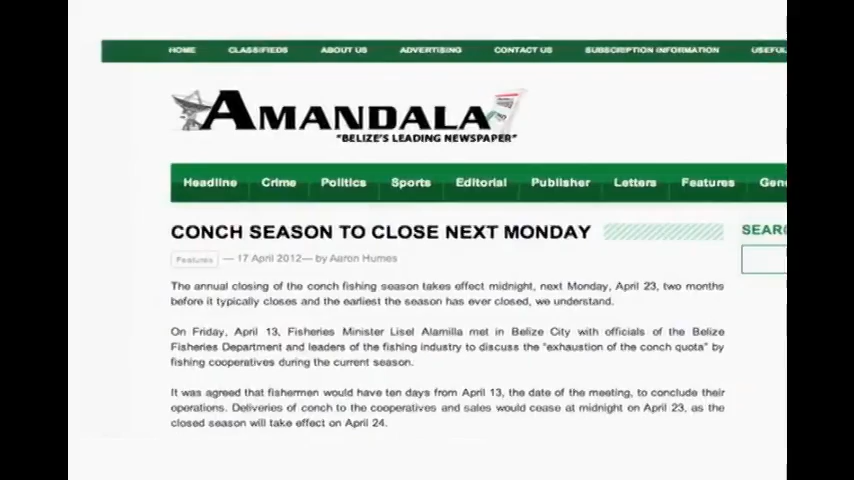 HOME CLASSIFIEDS ABOUT US ADVERTISING CONTACT US SUBSCRIPTION INFORMATION USEFUL
AMANDALA
"BELIZE'S LEADING NEWSPAPER"
Headline Crime Politics Sports Editorial Publisher Letters Features Gen
CONCH SEASON TO CLOSE NEXT MONDAY
SEARC
Features — 17 April 2012— by Aaron Humes
The annual closing of the conch fishing season takes effect midnight, next Monday, April 23, two months
before it typically closes and the earliest the season has ever closed, we understand.
On Friday, April 13, Fisheries Minister Lisel Alamilla met in Belize City with officials of the Belize
Fisheries Department and leaders of the fishing industry to discuss the "exhaustion of the conch quota" by
fishing cooperatives during the current season.
It was agreed that fishermen would have ten days from April 13, the date of the meeting, to conclude their
operations. Deliveries of conch to the cooperatives and sales would cease at midnight on April 23, as the
closed season will take effect on April 24.